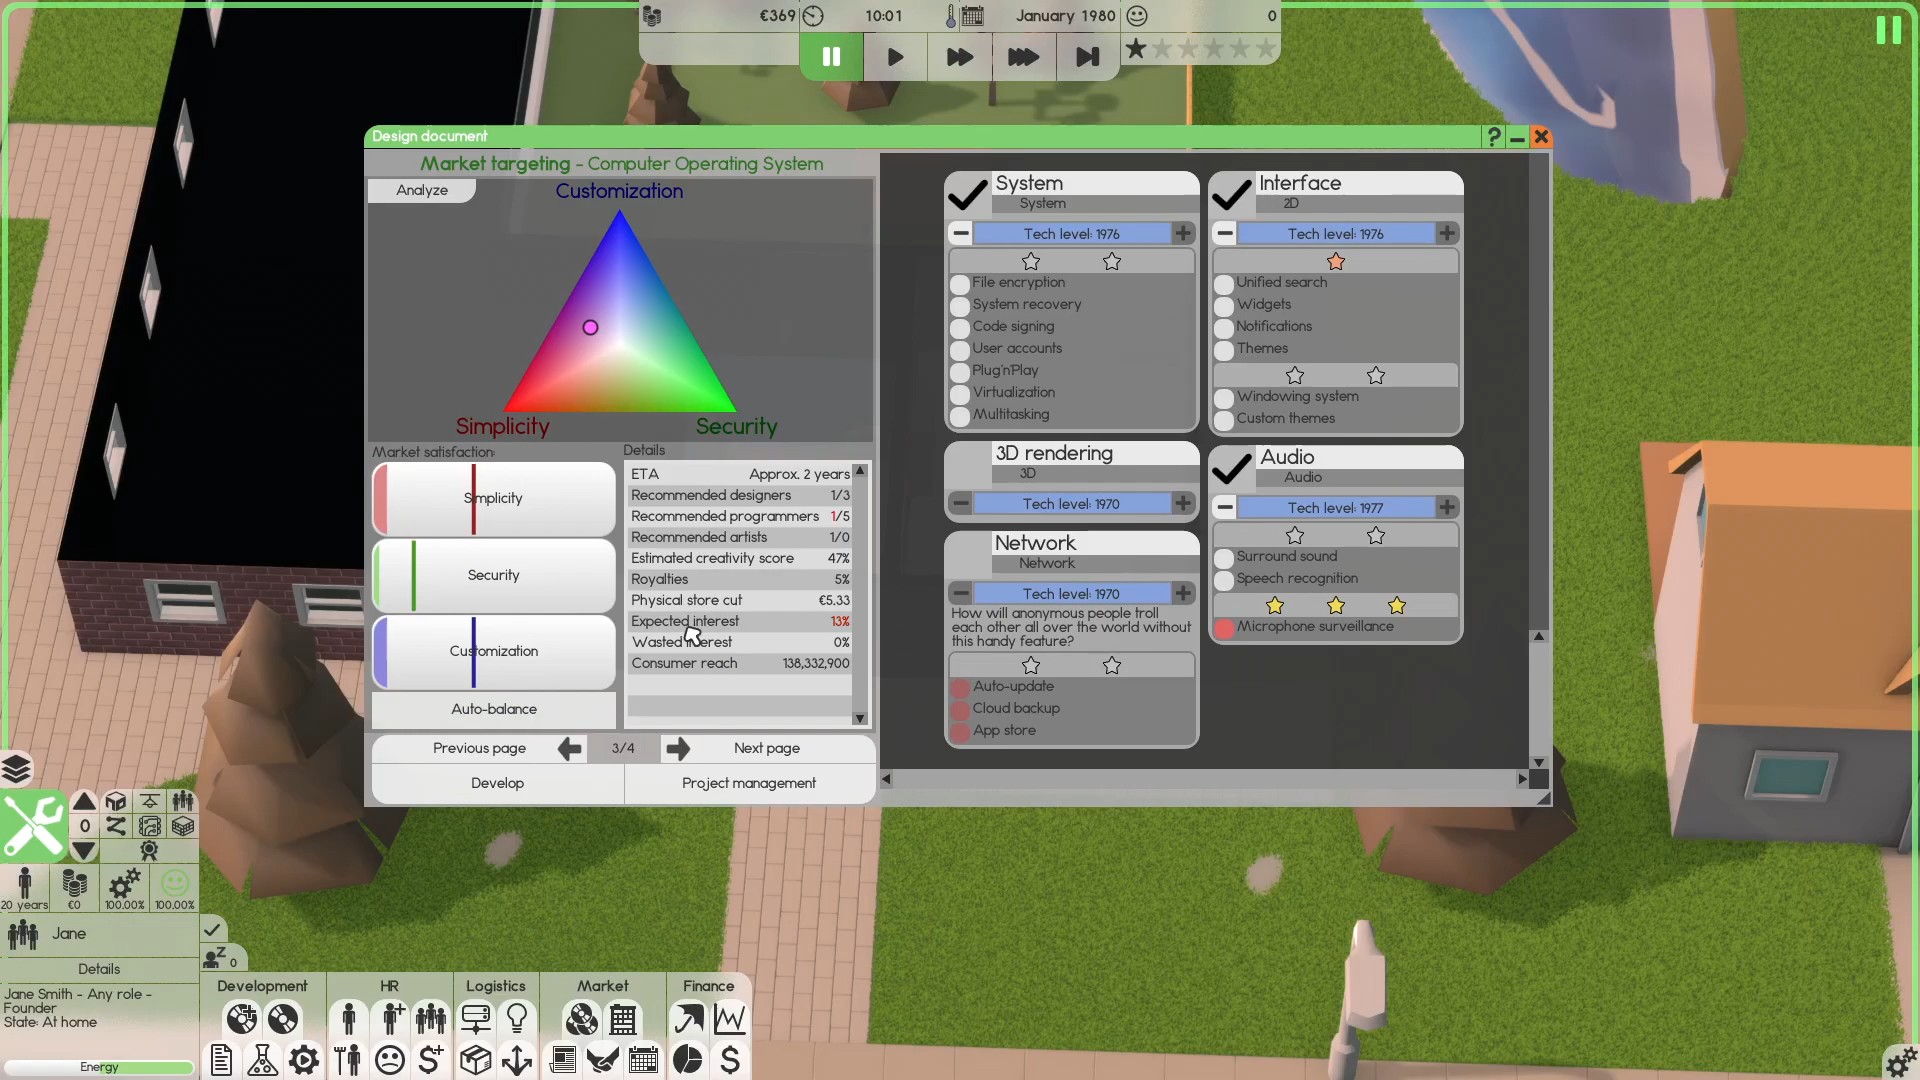 €369
10:01
January 1980
0
Design document
?
Market targeting - Computer Operating System
Analyze
Customization
Simplicity
Security
Market satisfaction:
Simplicity
Security
Customization
Auto-balance
Details
ETA Approx. 2 years
Recommended designers 1/3
Recommended programmers 1/5
Recommended artists 1/0
Estimated creativity score 47%
Royalties 5%
Physical store cut €5.33
Expected interest 13%
Wasted interest 0%
Consumer reach 138,332,900
Previous page
3/4
Next page
Develop
Project management
System
System
Tech level: 1976
File encryption
System recovery
Code signing
User accounts
Plug'n'Play
Virtualization
Multitasking
3D rendering
3D
Tech level: 1970
Network
Network
Tech level: 1970
How will anonymous people troll
each other all over the world without
this handy feature?
Auto-update
Cloud backup
App store
Interface
2D
Tech level: 1976
Unified search
Widgets
Notifications
Themes
Windowing system
Custom themes
Audio
Audio
Tech level: 1977
Surround sound
Speech recognition
Microphone surveillance
0
20 years
€0
100.00%
100.00%
Jane
Details
Jane Smith - Any role -
Founder
State: At home
Energy
Z
0
Development
HR
Logistics
Market
Finance